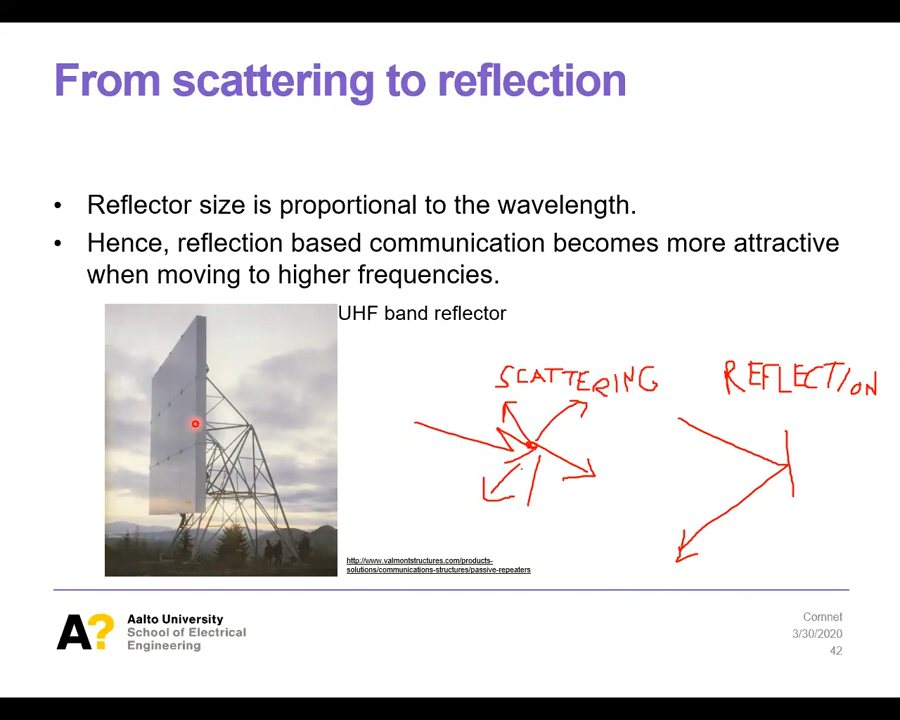 From scattering to reflection
• Reflector size is proportional to the wavelength.
• Hence, reflection based communication becomes more attractive
when moving to higher frequencies.
UHF band reflector
SCATTERING
REFLECTION
http://www.valmontstructures.com/products-
solutions/communications-structures/passive-repeaters
A?
Aalto University
School of Electrical
Engineering
Comnet
3/30/2020
42